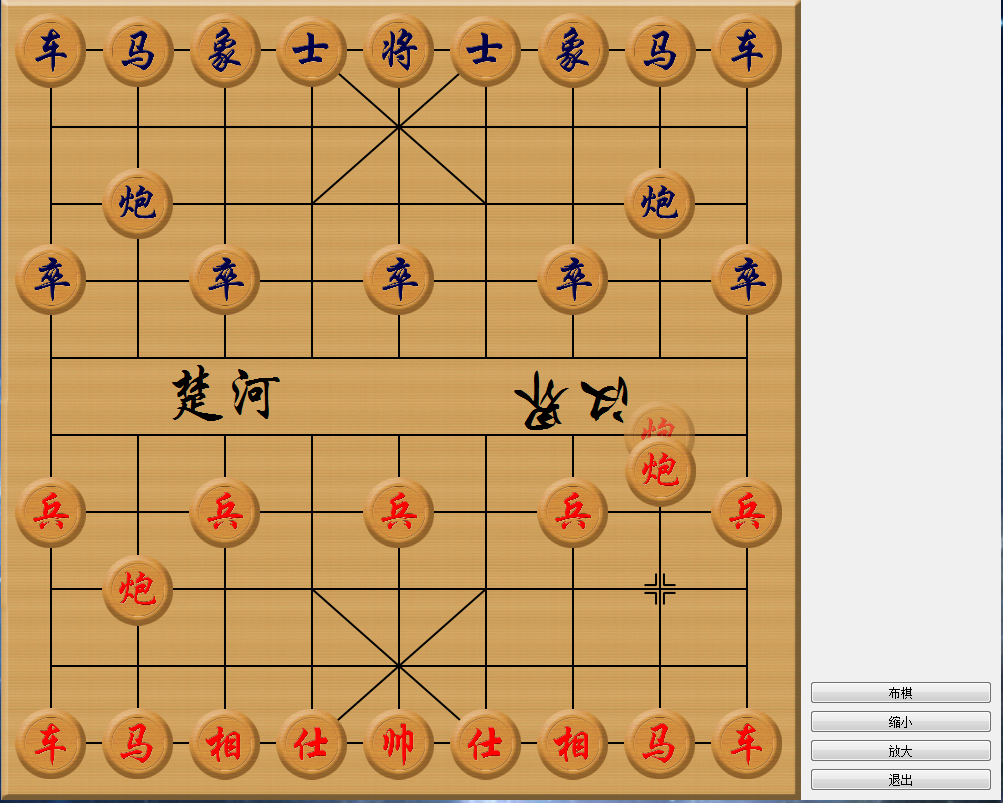 车马象士将士象马车
炮炮
卒卒卒卒卒
楚河汉界
炮
炮
兵兵兵兵兵
炮
车马相仕帅仕相马车
布棋
缩小
放大
退出